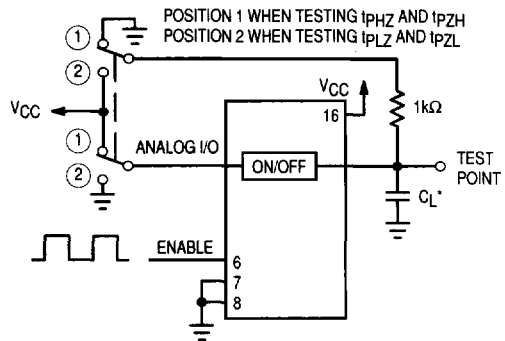 POSITION 1 WHEN TESTING tPHZ AND tPZH
POSITION 2 WHEN TESTING tPLZ AND tPZL
1
2
VCC
1
2
ANALOG I/O
ON/OFF
VCC
16
1kΩ
TEST
POINT
CL*
ENABLE
6
7
8